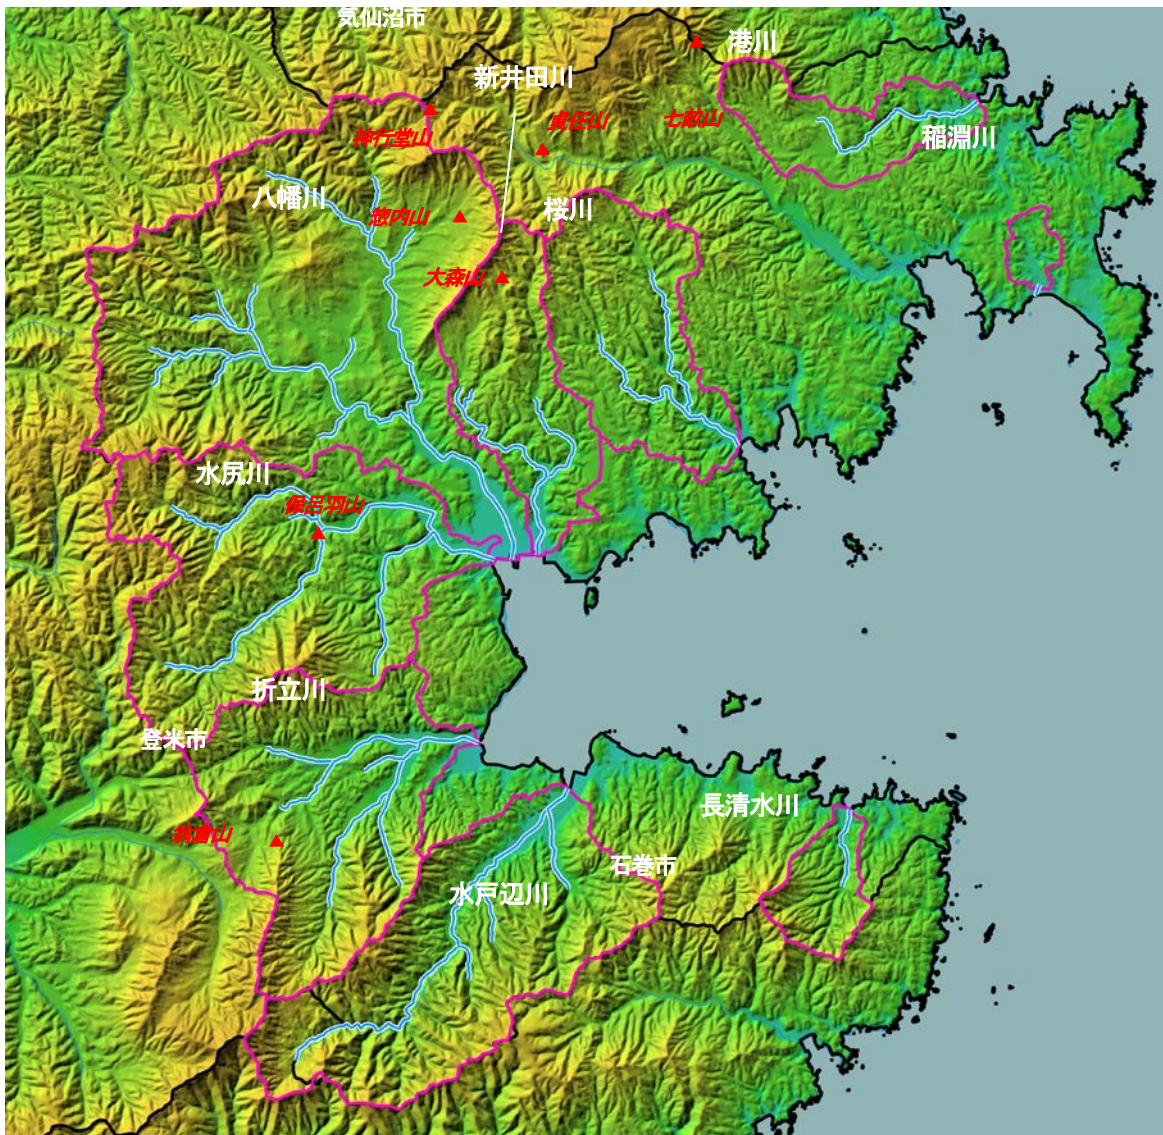 気仙沼市
港川
新井田川
貞任山
七畝山
神行堂山
稲淵川
八幡川
惣内山
桜川
大森山
水尻川
保呂羽山
折立川
登米市
長清水川
翁倉山
石巻市
水戸辺川